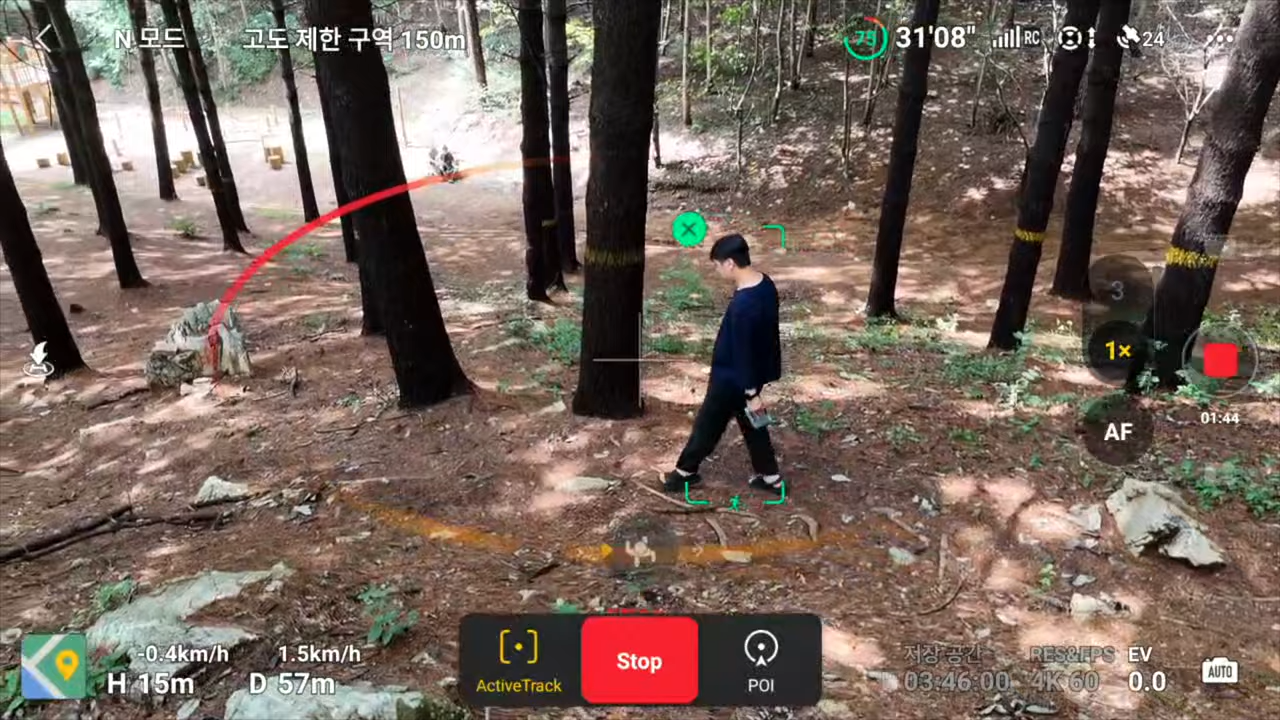 N 모드
고도 제한 구역 150m
75
31'08"
RC
24
3
1×
01:44
AF
-0.4km/h
1.5km/h
H 15m
D 57m
ActiveTrack
Stop
POI
저장 공간
03:46:00
RES&FPS
4K 60
EV
0.0
AUTO